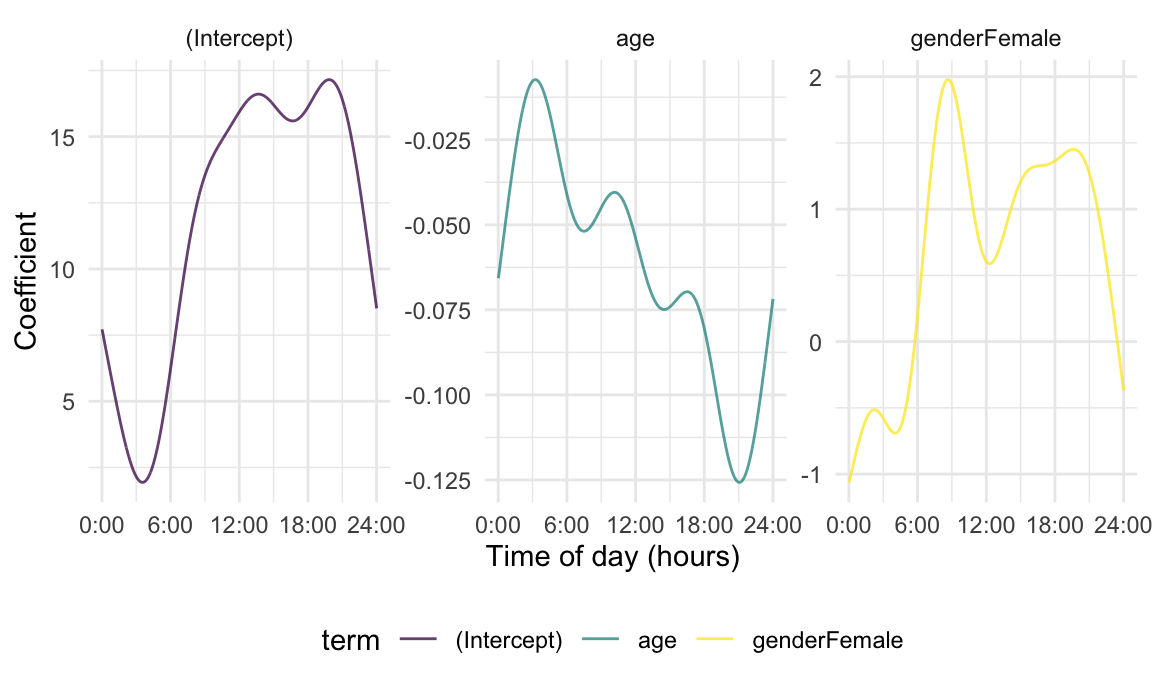 (Intercept) age genderFemale
Coefficient
15
10
5
-0.025
-0.050
-0.075
-0.100
-0.125
2
1
0
-1
0:00 6:00 12:00 18:00 24:00 0:00 6:00 12:00 18:00 24:00 0:00 6:00 12:00 18:00 24:00
Time of day (hours)
term (Intercept) age genderFemale